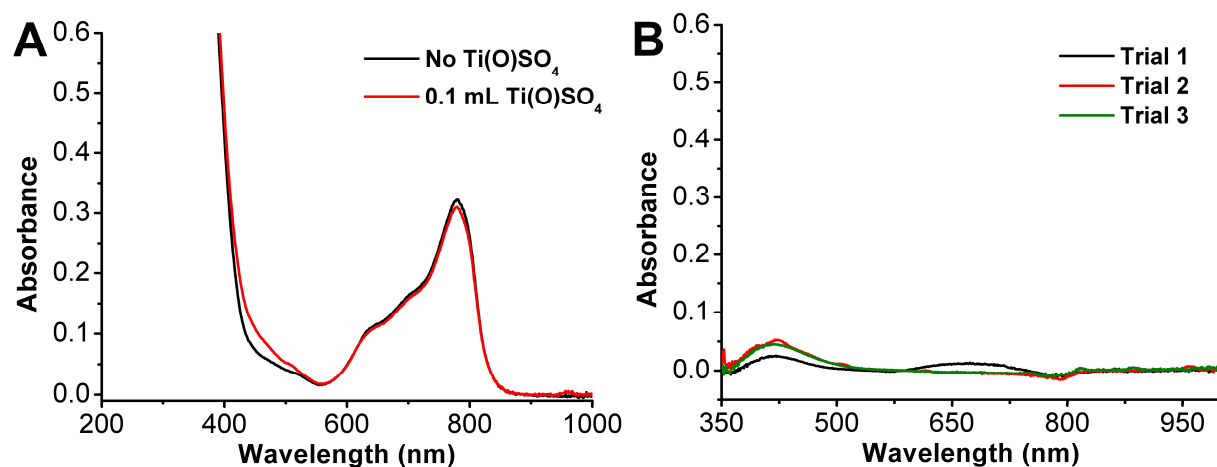 A
0.6
0.5
0.4
0.3
0.2
0.1
0.0
Absorbance
No Ti(O)SO4
0.1 mL Ti(O)SO4
200 400 600 800 1000
Wavelength (nm)
B
0.6
0.5
0.4
0.3
0.2
0.1
0.0
Absorbance
Trial 1
Trial 2
Trial 3
350 500 650 800 950
Wavelength (nm)